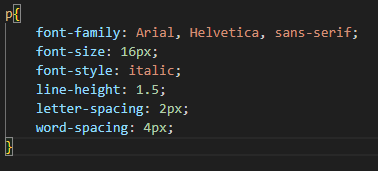 p{
font-family: Arial, Helvetica, sans-serif;
font-size: 16px;
font-style: italic;
line-height: 1.5;
letter-spacing: 2px;
word-spacing: 4px;
}